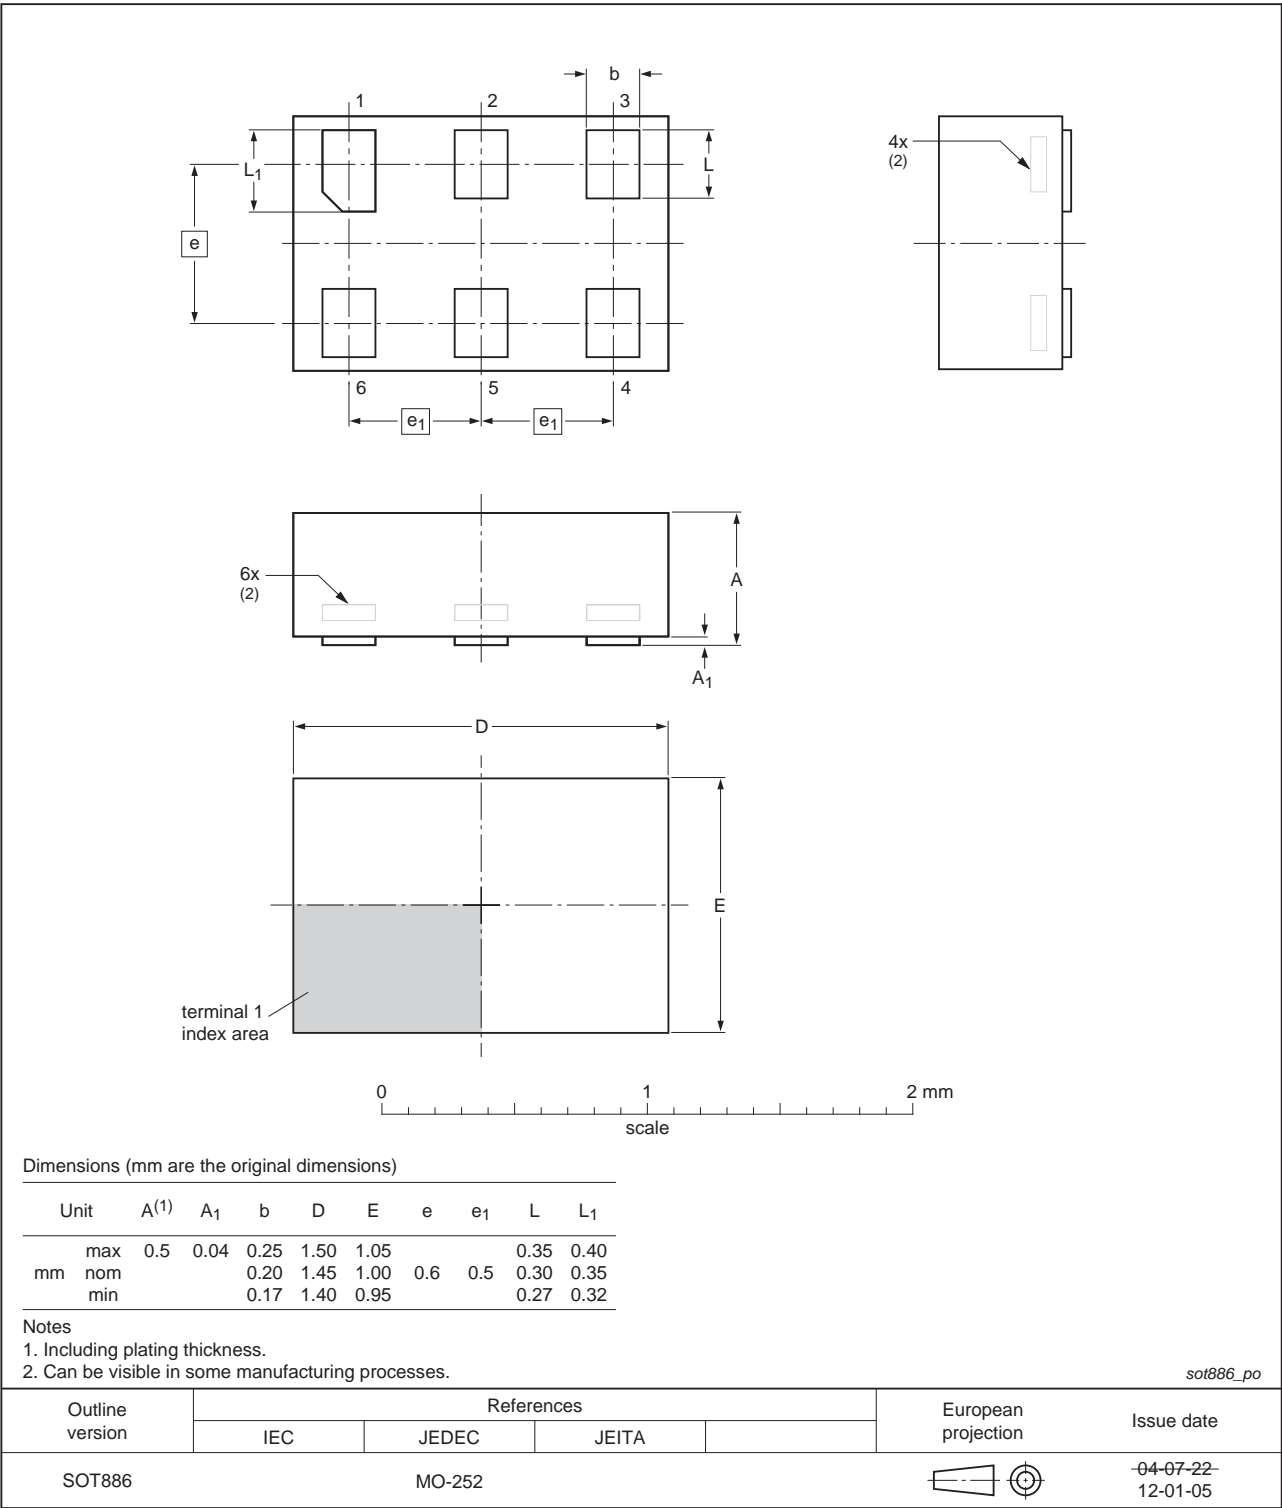 b
1 2 3
L1
L
e
4x
(2)
6 5 4
e1 e1
6x
(2)
A
A1
D
E
terminal 1
index area
0 1 2 mm
scale
Dimensions (mm are the original dimensions)
Unit A(1) A1 b D E e e1 L L1
max 0.5 0.04 0.25 1.50 1.05 0.35 0.40
mm nom 0.20 1.45 1.00 0.6 0.5 0.30 0.35
min 0.17 1.40 0.95 0.27 0.32
Notes
1. Including plating thickness.
2. Can be visible in some manufacturing processes.
sot886_po
Outline
version
References
IEC JEDEC JEITA
European
projection
Issue date
SOT886 MO-252
04-07-22
12-01-05